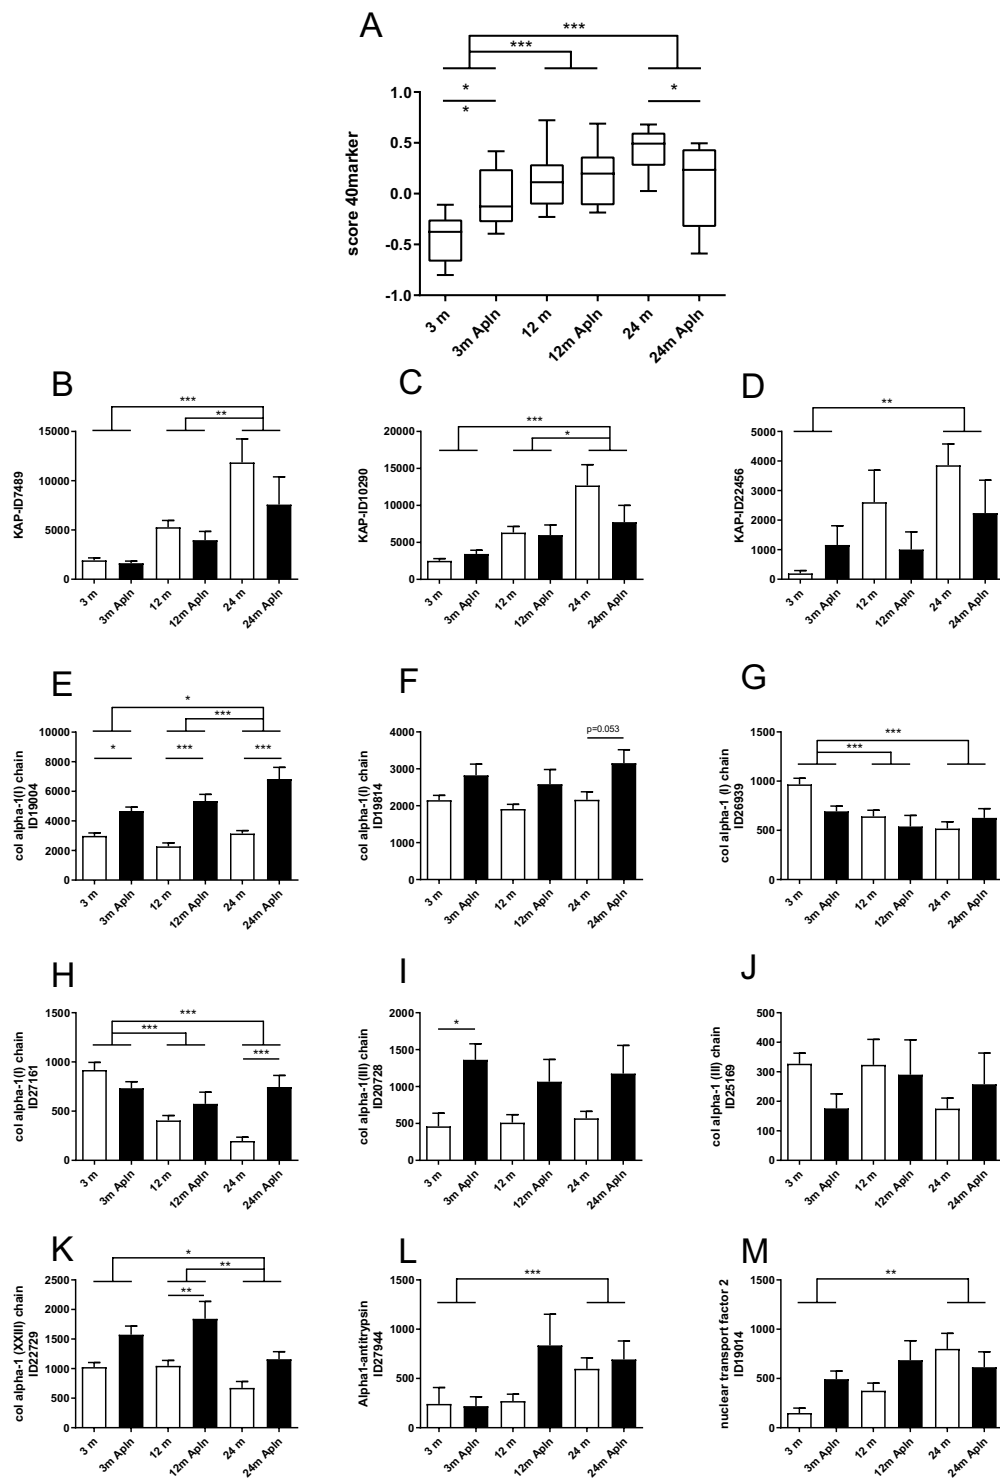 A
***
***
*
*
*
score 40marker
1.0
0.5
0.0
-0.5
-1.0
3 m
3m Apln
12 m
12m Apln
24 m
24m Apln
B
***
**
KAP-ID7489
15000
10000
5000
0
3 m
3m Apln
12 m
12m Apln
24 m
24m Apln
C
***
*
KAP-ID10290
20000
15000
10000
5000
0
3 m
3m Apln
12 m
12m Apln
24 m
24m Apln
D
**
KAP-ID22456
5000
4000
3000
2000
1000
0
3 m
3m Apln
12 m
12m Apln
24 m
24m Apln
E
*
***
*
***
***
col alpha-1(I) chain
ID19004
10000
8000
6000
4000
2000
0
3 m
3m Apln
12 m
12m Apln
24 m
24m Apln
F
p=0.053
col alpha-1(I) chain
ID19814
4000
3000
2000
1000
0
3 m
3m Apln
12 m
12m Apln
24 m
24m Apln
G
***
***
col alpha-1 (I) chain
ID26939
1500
1000
500
0
3 m
3m Apln
12 m
12m Apln
24 m
24m Apln
H
***
***
***
col alpha-1(I) chain
ID27161
1500
1000
500
0
3 m
3m Apln
12 m
12m Apln
24 m
24m Apln
I
*
col alpha-1(III) chain
ID20728
2000
1500
1000
500
0
3 m
3m Apln
12 m
12m Apln
24 m
24m Apln
J
col alpha-1 (III) chain
ID25169
500
400
300
200
100
0
3 m
3m Apln
12 m
12m Apln
24 m
24m Apln
K
*
**
**
col alpha-1 (XXIII) chain
ID22729
2500
2000
1500
1000
500
0
3 m
3m Apln
12 m
12m Apln
24 m
24m Apln
L
***
Alpha1-antitrypsin
ID27944
1500
1000
500
0
3 m
3m Apln
12 m
12m Apln
24 m
24m Apln
M
**
nuclear transport factor 2
ID19014
1500
1000
500
0
3 m
3m Apln
12 m
12m Apln
24 m
24m Apln